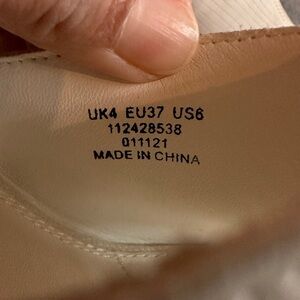 UK4 EU37 US6
112428538
011121
MADE IN CHINA